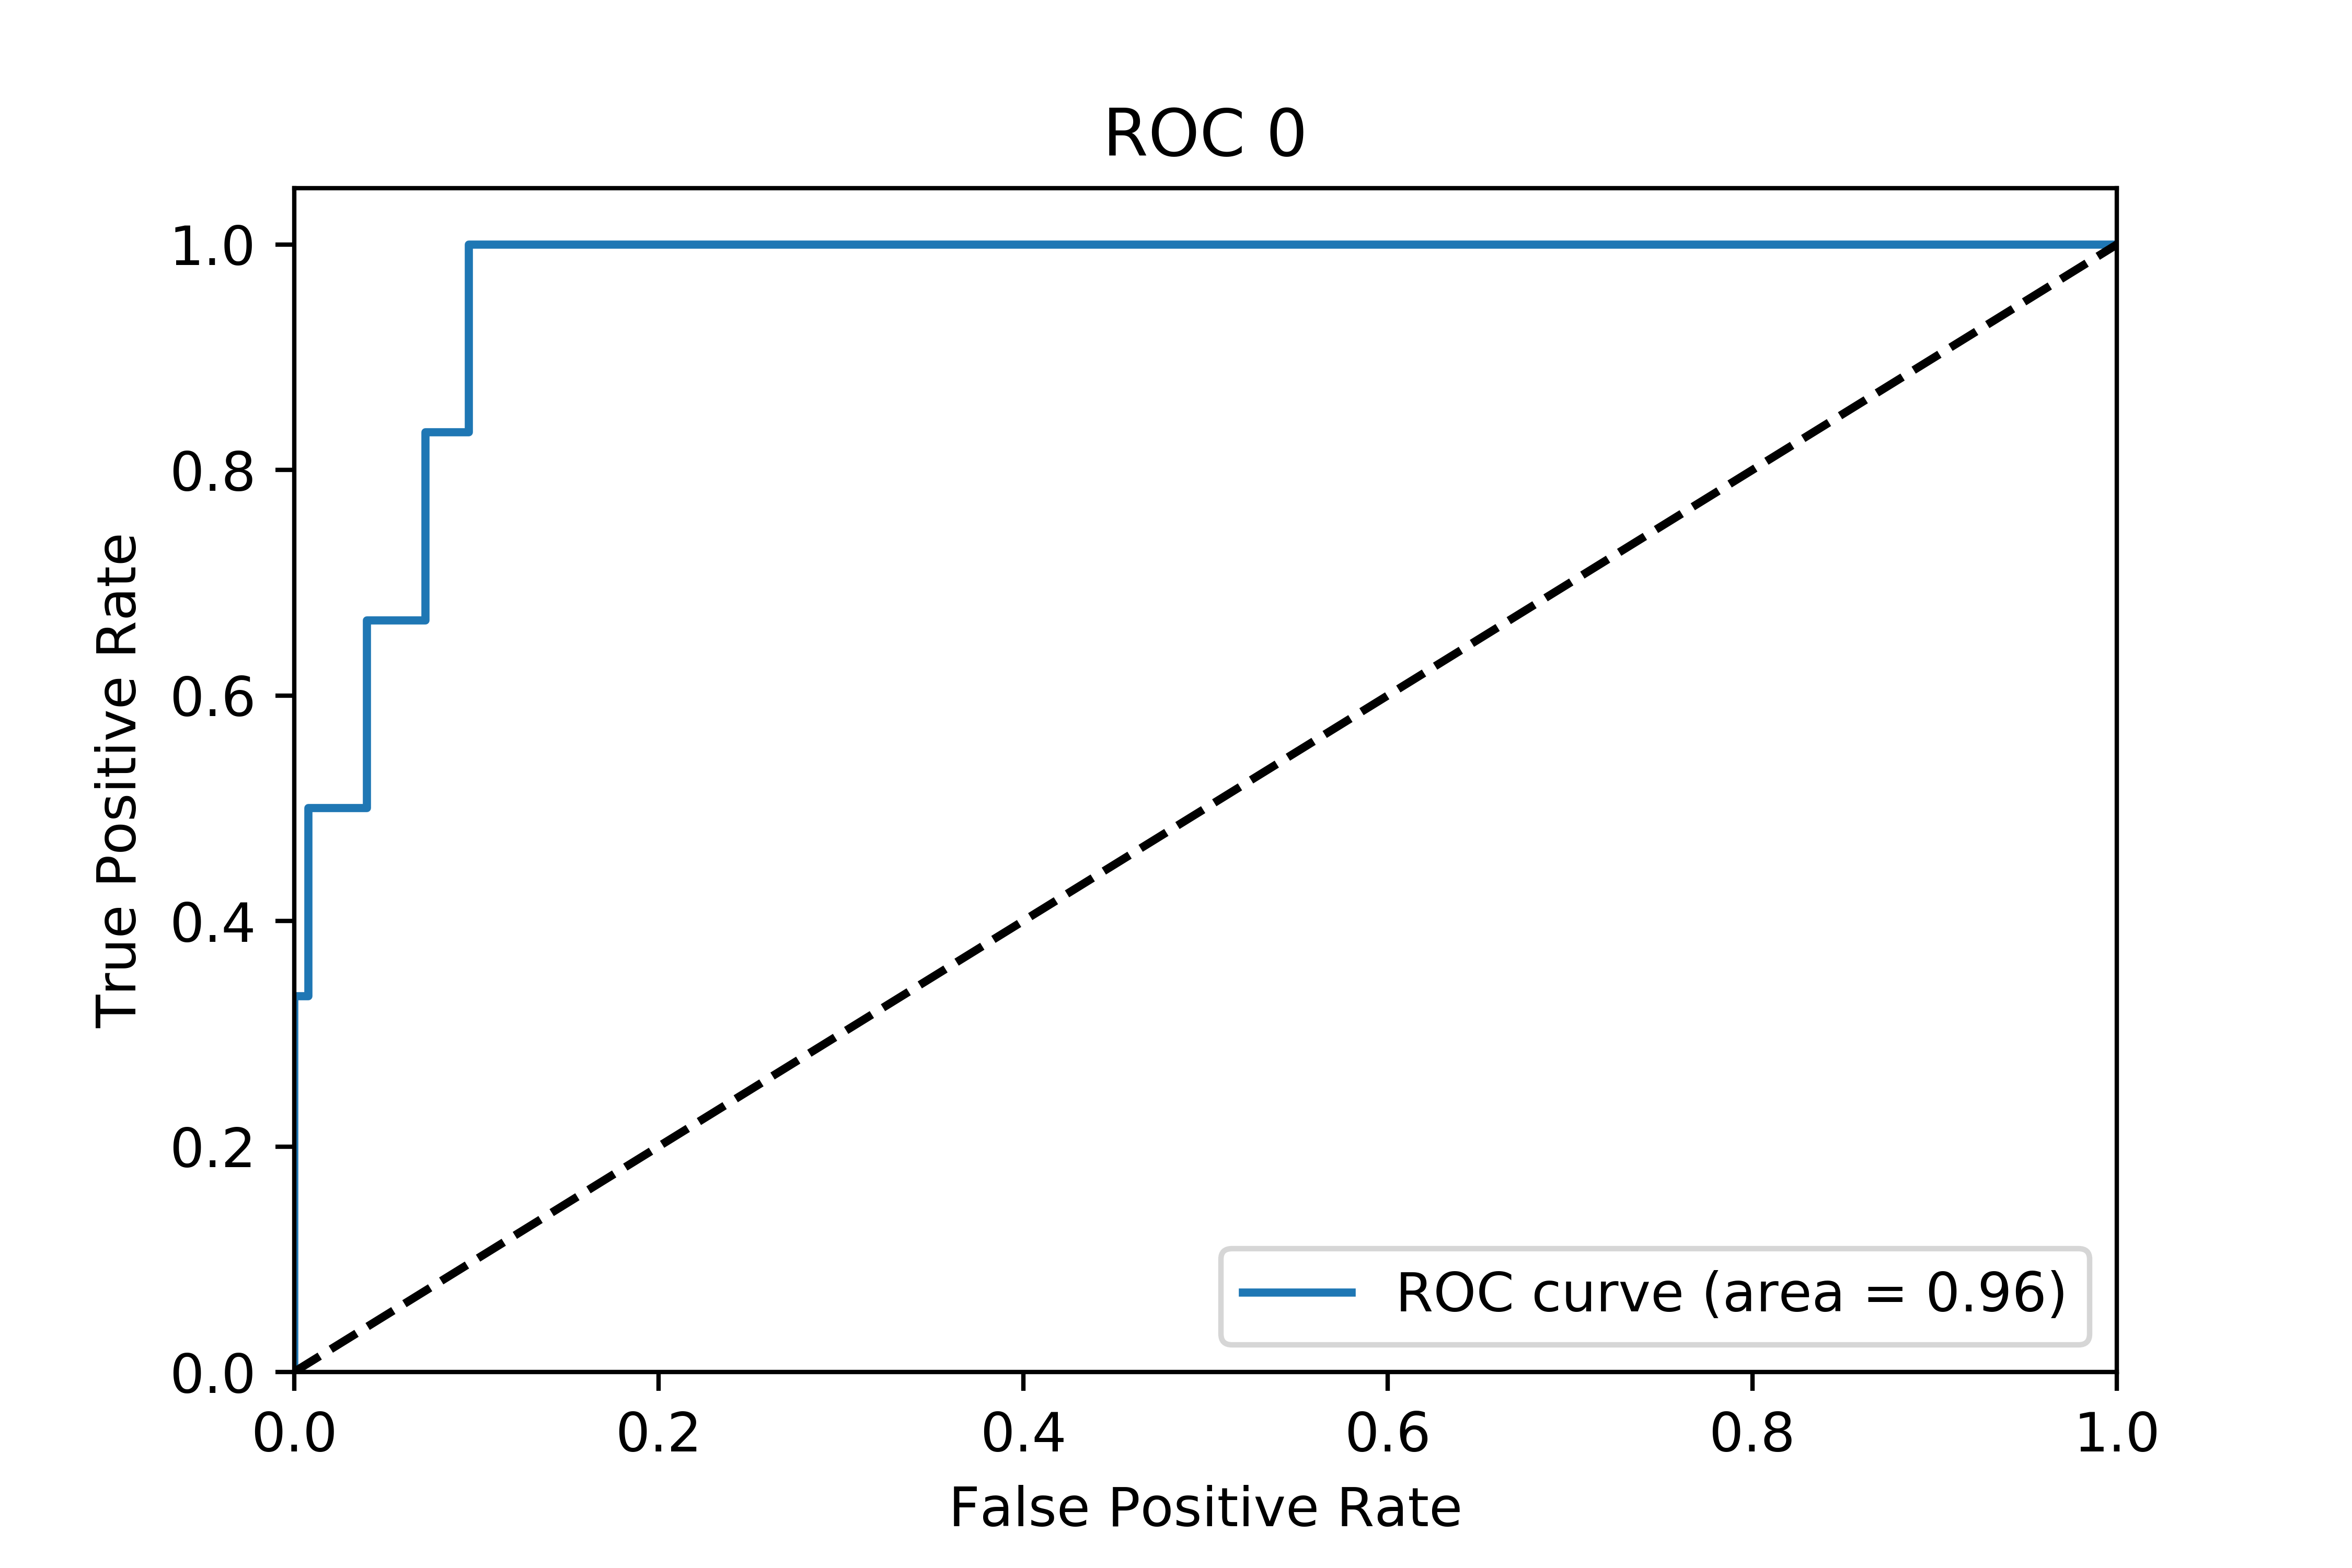 ROC 0
1.0
0.8
0.6
0.4
0.2
0.0
True Positive Rate
ROC curve (area = 0.96)
0.0 0.2 0.4 0.6 0.8 1.0
False Positive Rate